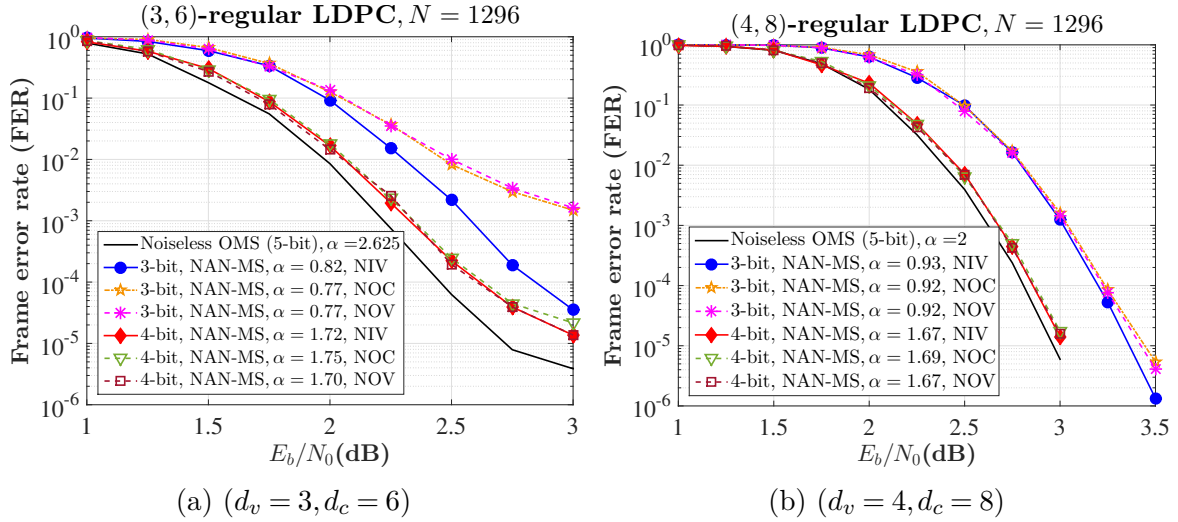 (3, 6)-regular LDPC, N = 1296
10^0
10^-1
10^-2
10^-3
10^-4
10^-5
10^-6
Frame error rate (FER)
Noiseless OMS (5-bit), α =2.625
3-bit, NAN-MS, α = 0.82, NIV
3-bit, NAN-MS, α = 0.77, NOC
3-bit, NAN-MS, α = 0.77, NOV
4-bit, NAN-MS, α = 1.72, NIV
4-bit, NAN-MS, α = 1.75, NOC
4-bit, NAN-MS, α = 1.70, NOV
1 1.5 2 2.5 3
E_b/N_0(dB)
(a) (d_v = 3, d_c = 6)
(4, 8)-regular LDPC, N = 1296
10^0
10^-1
10^-2
10^-3
10^-4
10^-5
10^-6
Frame error rate (FER)
Noiseless OMS (5-bit), α =2
3-bit, NAN-MS, α = 0.93, NIV
3-bit, NAN-MS, α = 0.92, NOC
3-bit, NAN-MS, α = 0.92, NOV
4-bit, NAN-MS, α = 1.67, NIV
4-bit, NAN-MS, α = 1.69, NOC
4-bit, NAN-MS, α = 1.67, NOV
1 1.5 2 2.5 3 3.5
E_b/N_0(dB)
(b) (d_v = 4, d_c = 8)